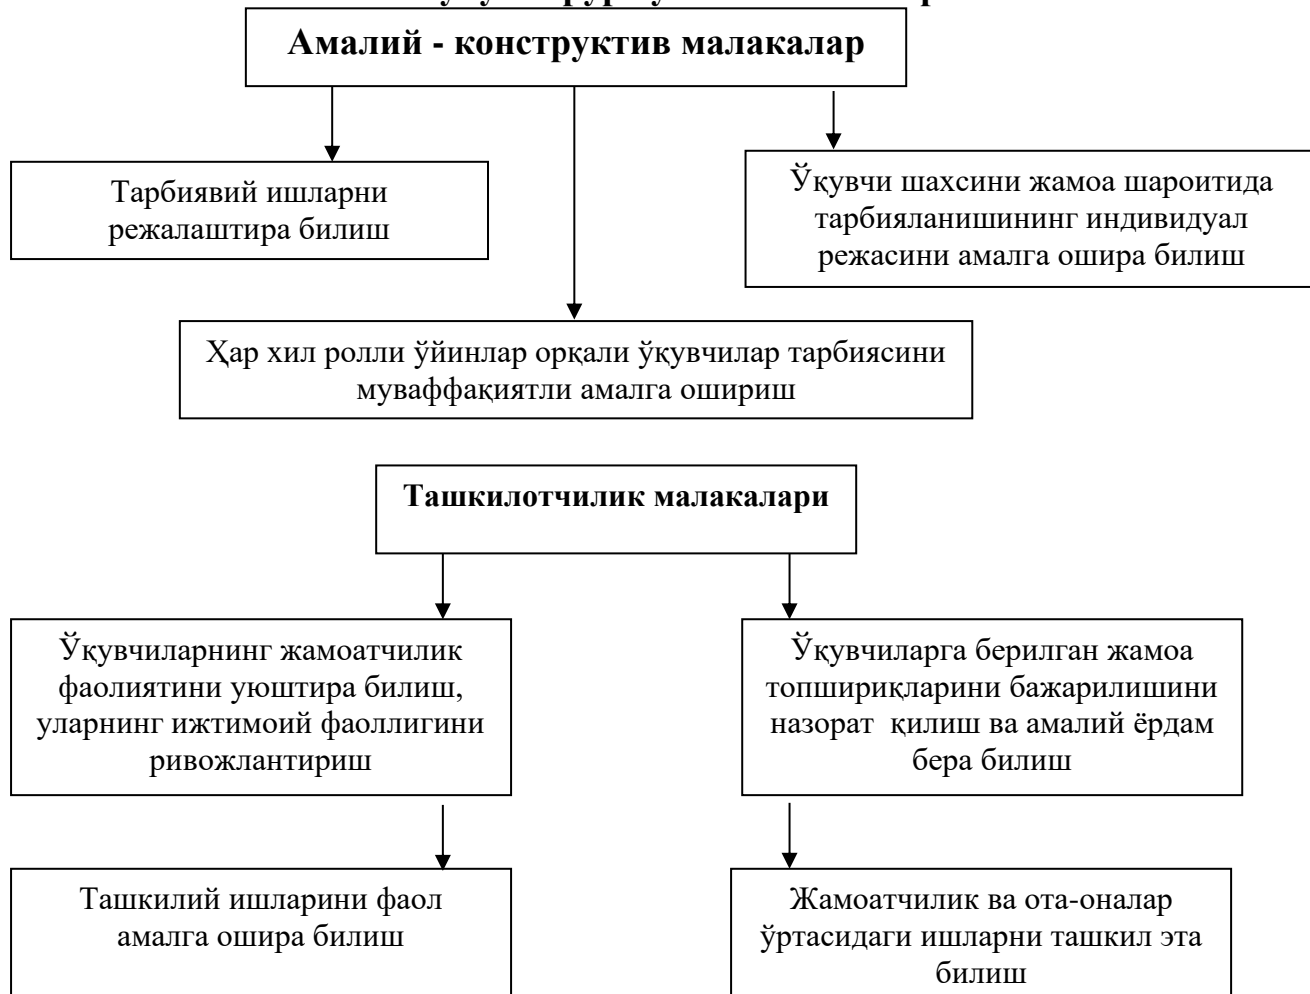 Амалий - конструктив малакалар
Тарбиявий ишларни
режалаштира билиш
Ўқувчи шахсини жамоа шароитида
тарбияланишининг индивидуал
режасини амалга ошира билиш
Ҳар хил ролли ўйинлар орқали ўқувчилар тарбиясини
муваффақиятли амалга ошириш
Ташкилотчилик малакалари
Ўқувчиларнинг жамоатчилик
фаолиятини уюштира билиш,
уларнинг ижтимоий фаоллигини
ривожлантириш
Ўқувчиларга берилган жамоа
топшириқларини бажарилишини
назорат  қилиш ва амалий ёрдам
бера билиш
Ташкилий ишларини фаол
амалга ошира билиш
Жамоатчилик ва ота-оналар
ўртасидаги ишларни ташкил эта
билиш